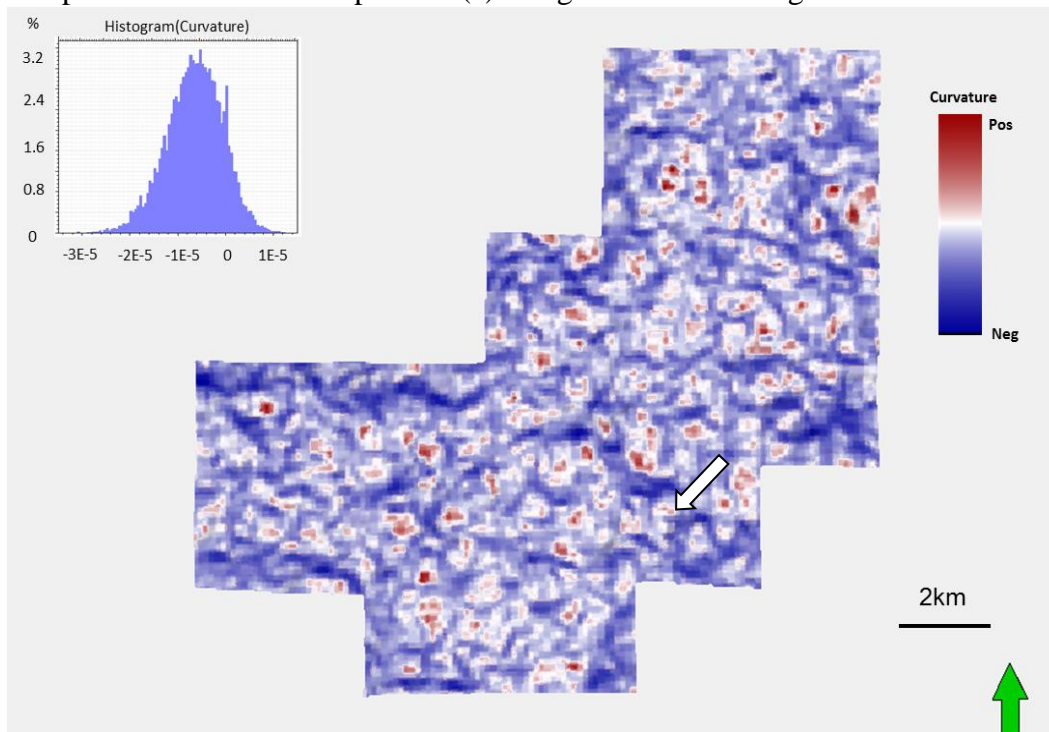 %
Histogram(Curvature)
3.2
2.4
1.6
0.8
0
-3E-5 -2E-5 -1E-5 0 1E-5
Curvature
Pos
Neg
2km